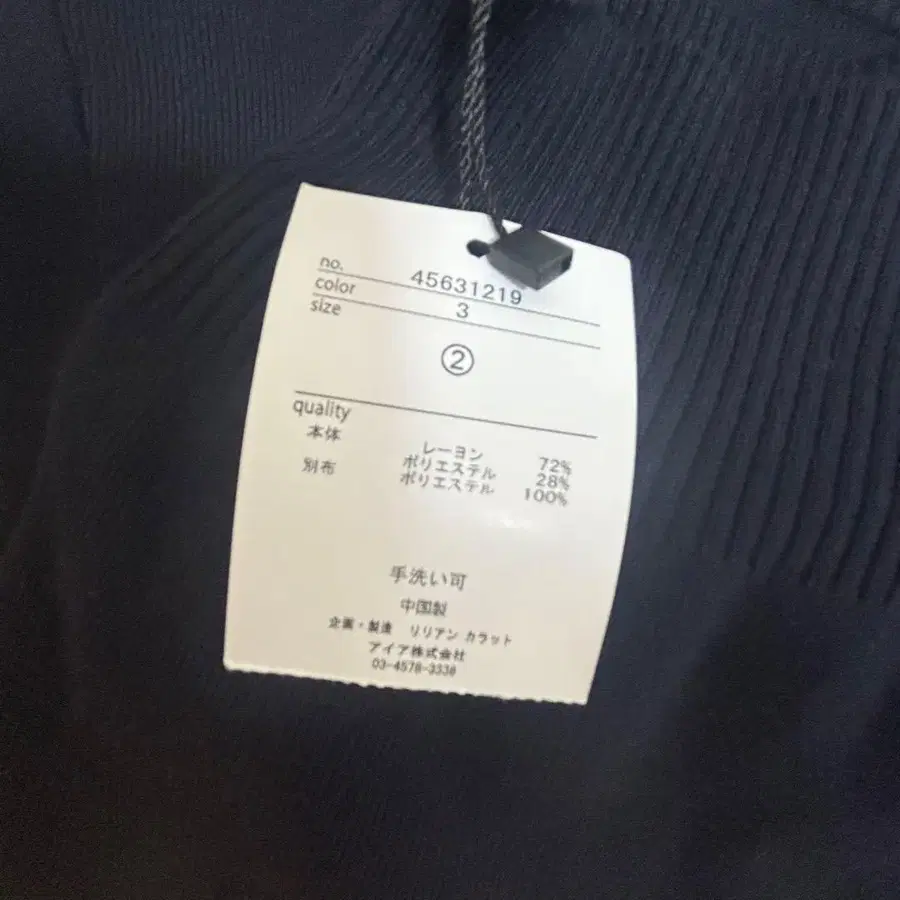 no. 45631219
color 3
size
②
quality
本体 レーヨン 72%
ポリエステル 28%
別布 ポリエステル 100%
手洗い可
中国製
企画・製造 リリアン カラット
アイア株式会社
03-4578-3338